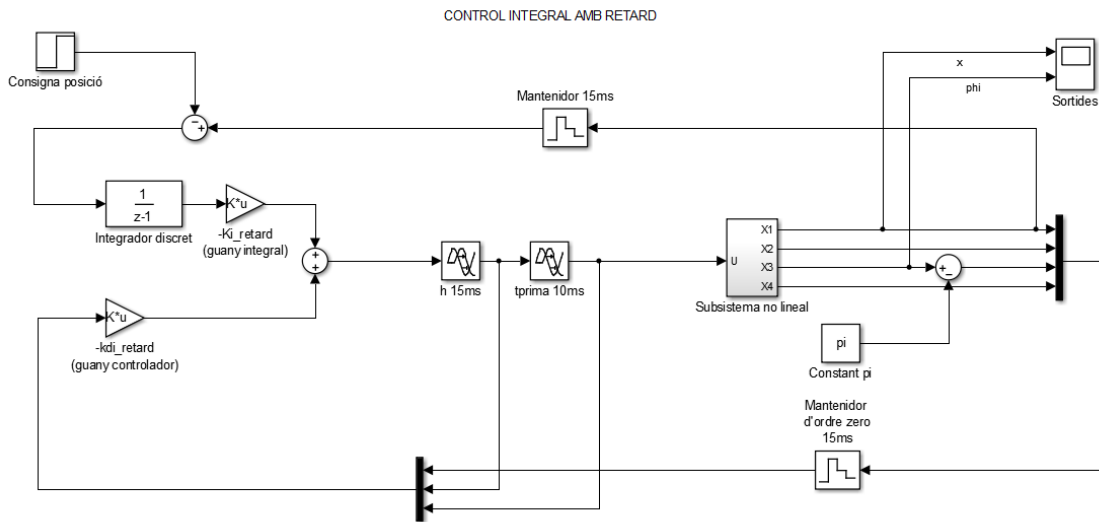 CONTROL INTEGRAL AMB RETARD
Consigna posició
Mantenidor 15ms
x
phi
Sortides
1
z-1
Integrador discret
K*u
-Ki_retard
(guany integral)
h 15ms
tprima 10ms
U
X1
X2
X3
X4
Subsistema no lineal
K*u
-kdi_retard
(guany controlador)
pi
Constant pi
Mantenidor
d'ordre zero
15ms